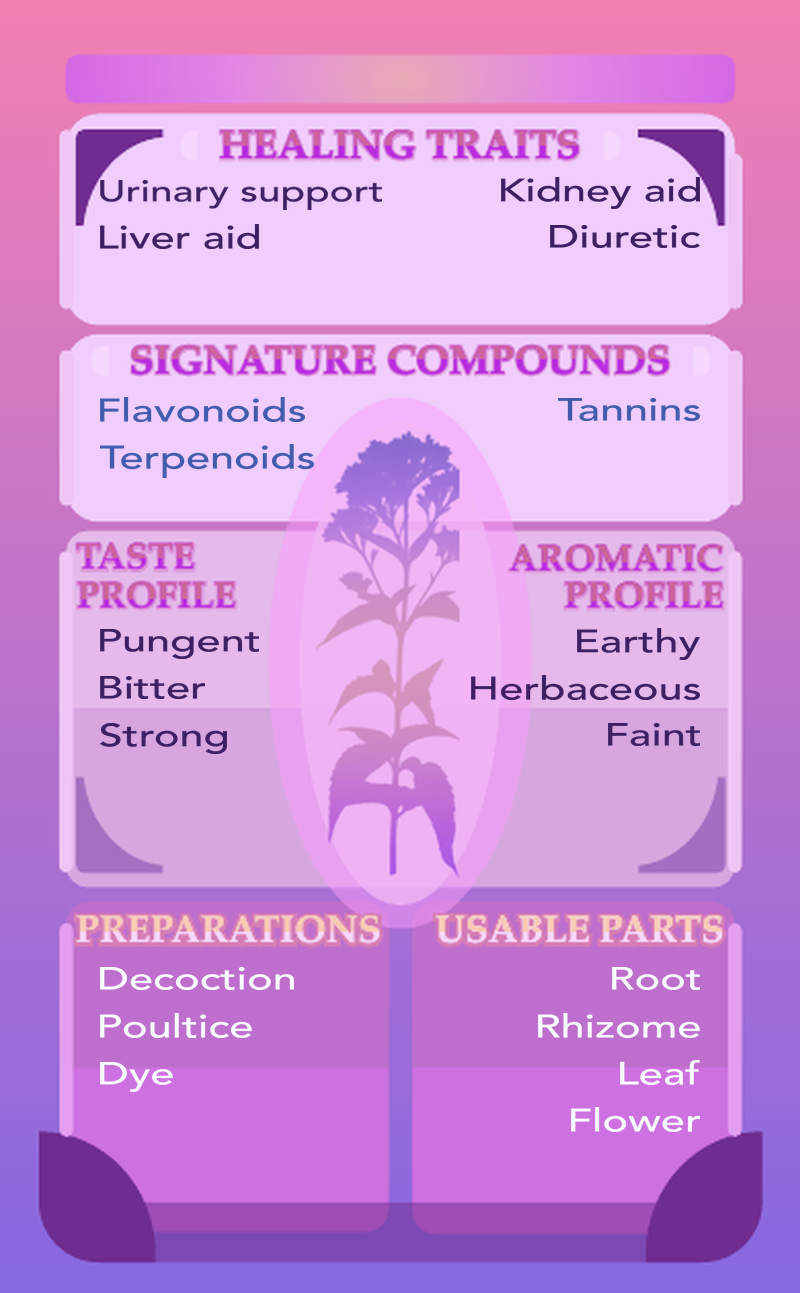 HEALING TRAITS
Urinary support
Kidney aid
Liver aid
Diuretic
SIGNATURE COMPOUNDS
Flavonoids
Tannins
Terpenoids
TASTE
PROFILE
Pungent
Bitter
Strong
AROMATIC
PROFILE
Earthy
Herbaceous
Faint
PREPARATIONS
Decoction
Poultice
Dye
USABLE PARTS
Root
Rhizome
Leaf
Flower